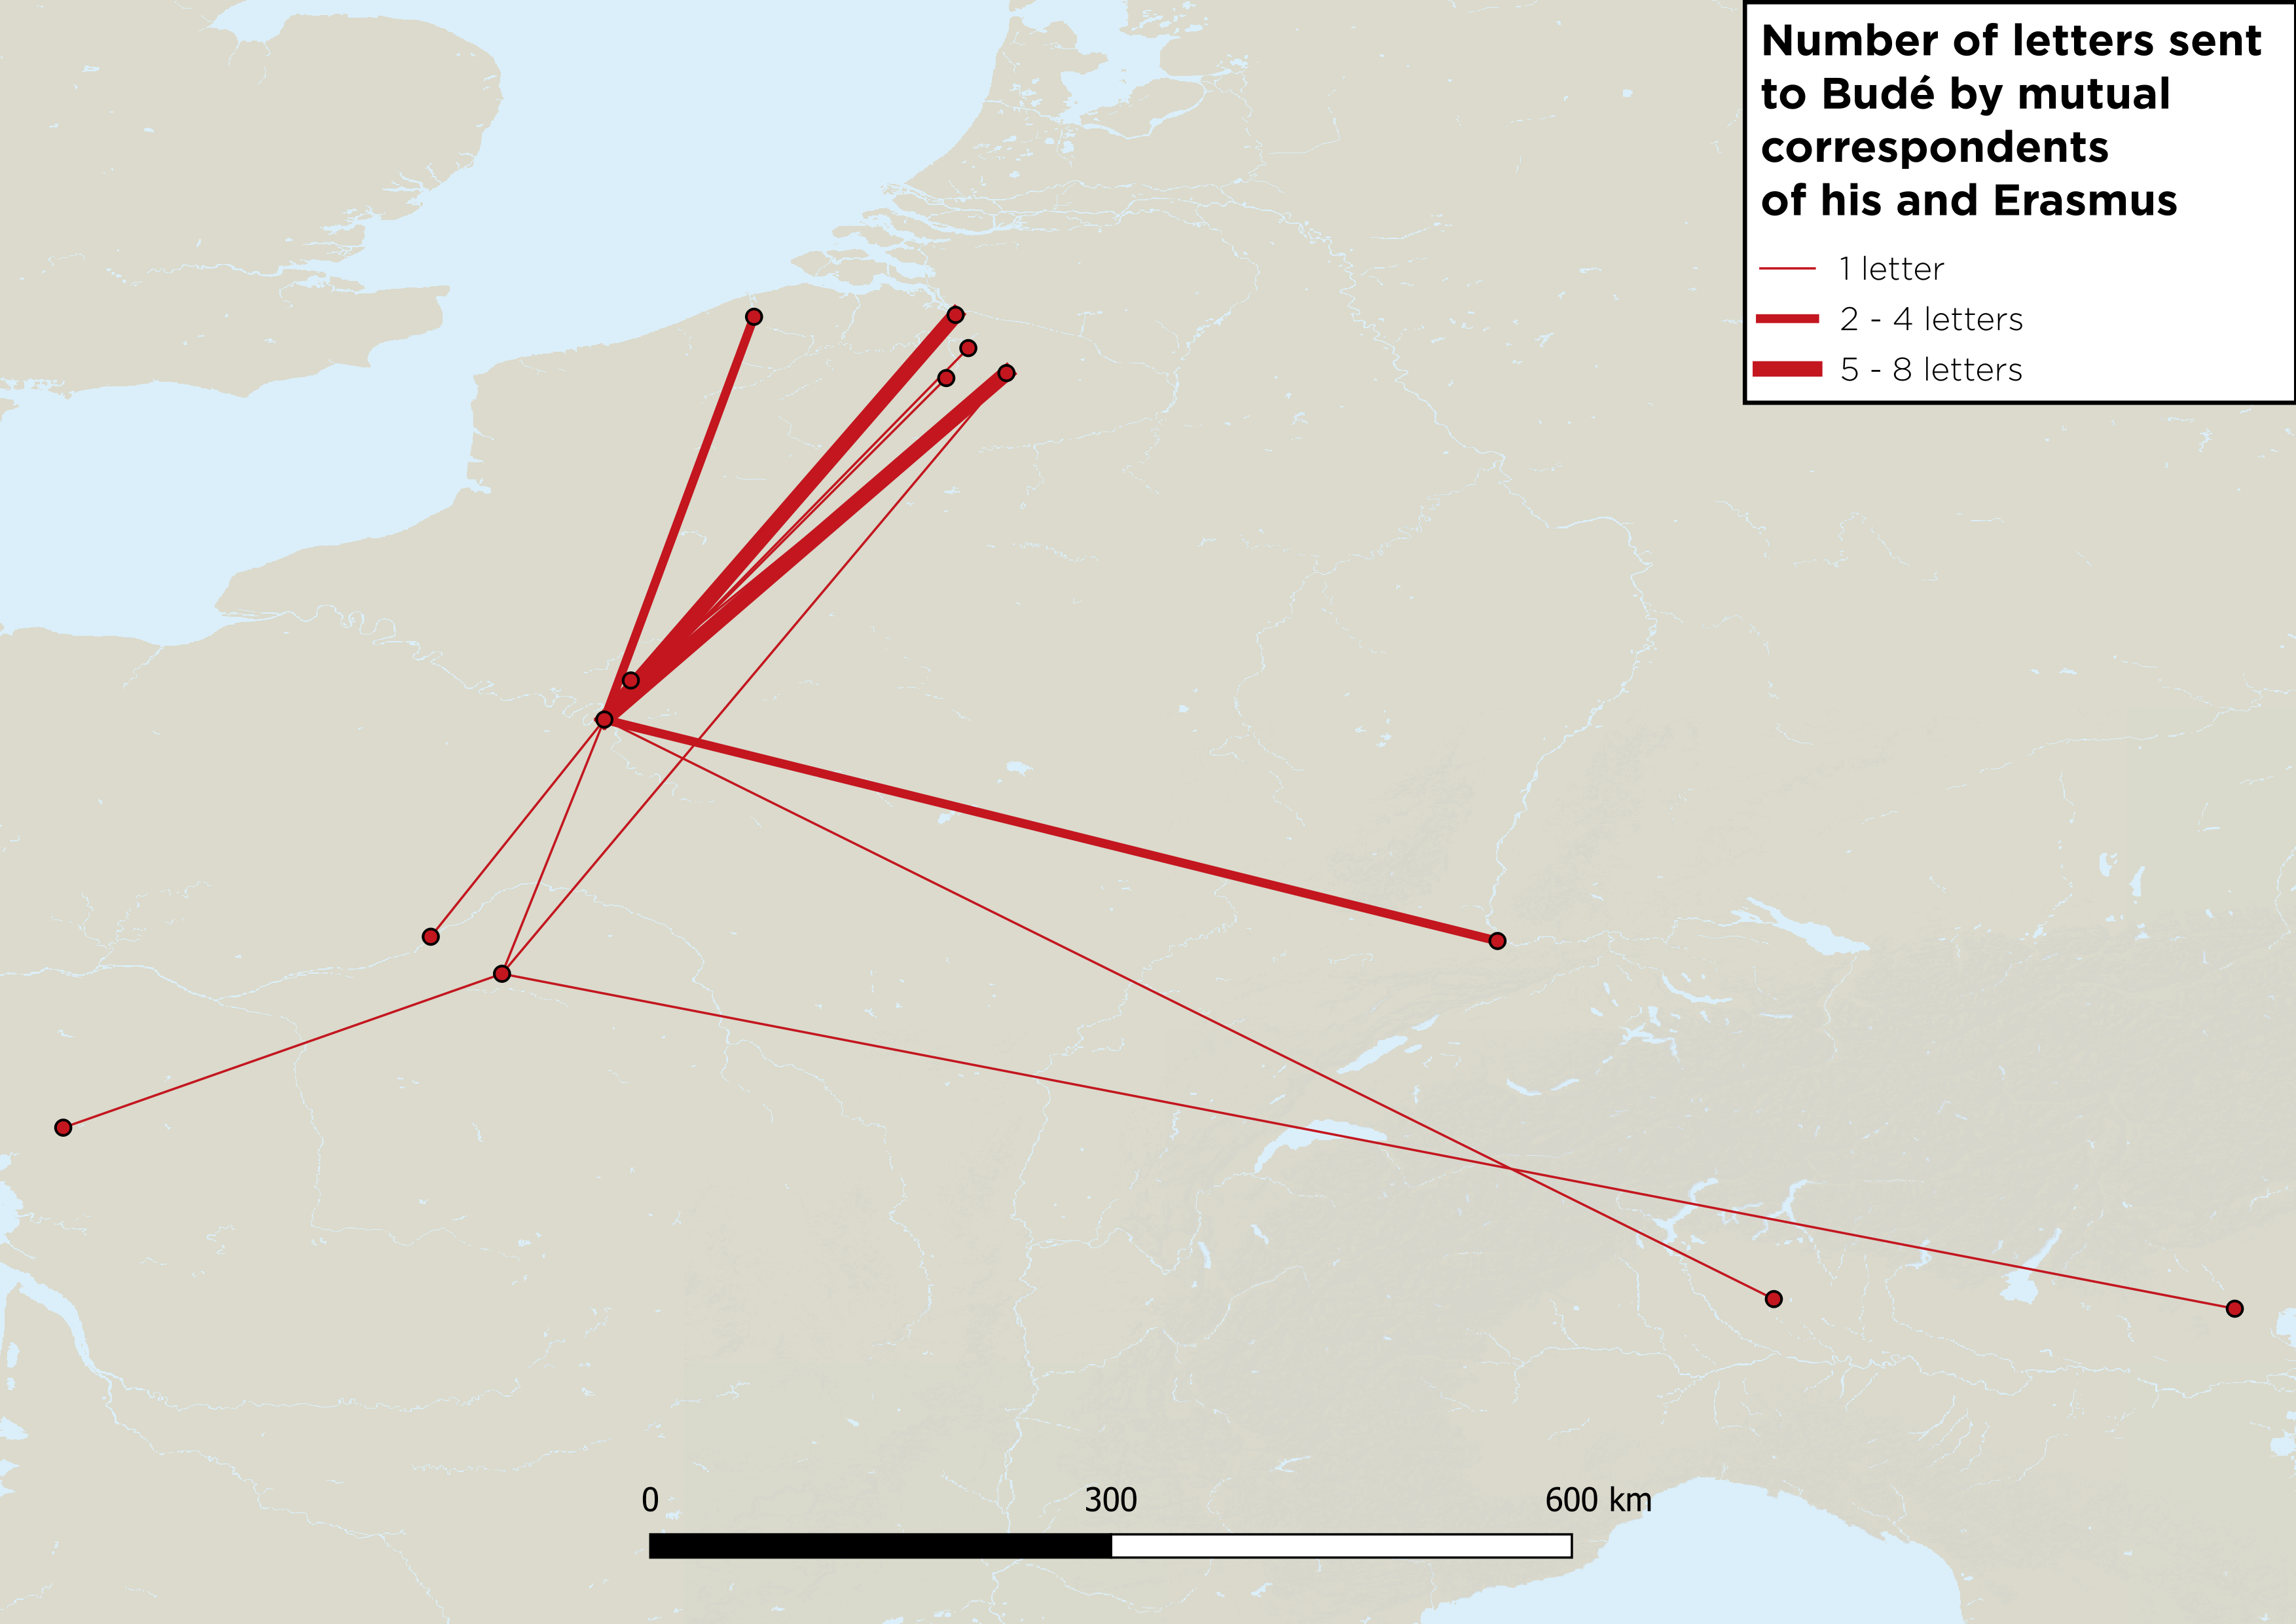 Number of letters sent
to Budé by mutual
correspondents
of his and Erasmus
1 letter
2 - 4 letters
5 - 8 letters
0 300 600 km